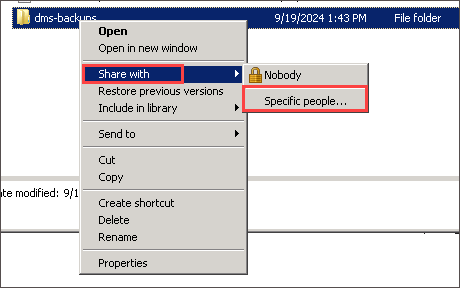 dms-backups 9/19/2024 1:43 PM File folder
Open
Open in new window
Share with
Nobody
Restore previous versions
Specific people...
Include in library
Send to
Cut
Copy
ate modified: 9/1
Create shortcut
Delete
Rename
Properties